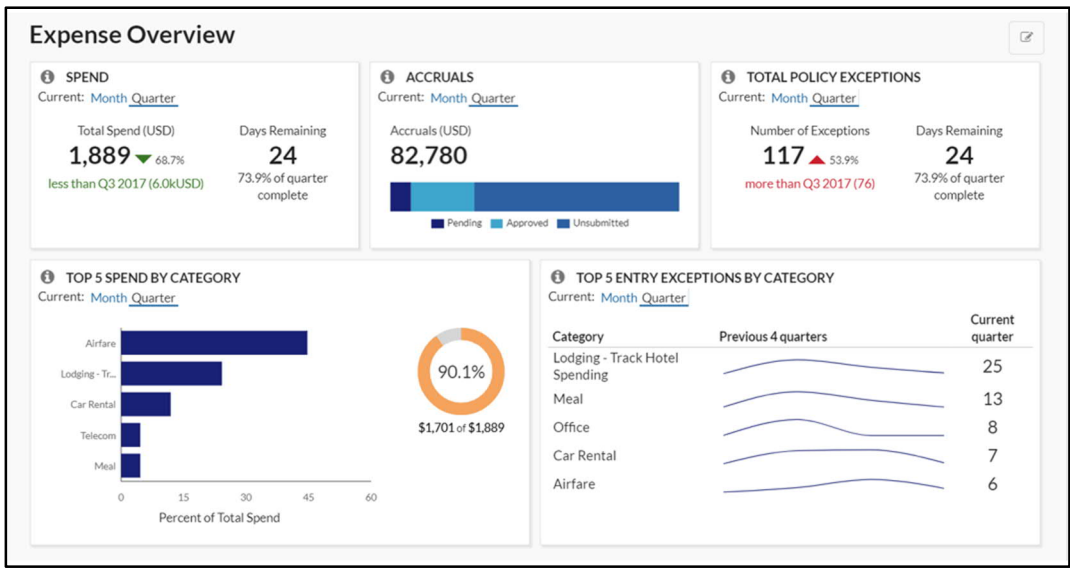 Expense Overview
SPEND
Current: Month Quarter
Total Spend (USD)
1,889 68.7%
less than Q3 2017 (6.0kUSD)
Days Remaining
24
73.9% of quarter
complete
ACCRUALS
Current: Month Quarter
Accruals (USD)
82,780
Pending Approved Unsubmitted
TOTAL POLICY EXCEPTIONS
Current: Month Quarter
Number of Exceptions
117 53.9%
more than Q3 2017 (76)
Days Remaining
24
73.9% of quarter
complete
TOP 5 SPEND BY CATEGORY
Current: Month Quarter
Airfare
Lodging - Tr...
Car Rental
Telecom
Meal
0 15 30 45 60
Percent of Total Spend
90.1%
$1,701 of $1,889
TOP 5 ENTRY EXCEPTIONS BY CATEGORY
Current: Month Quarter
Category Previous 4 quarters Current
quarter
Lodging - Track Hotel
Spending 25
Meal 13
Office 8
Car Rental 7
Airfare 6